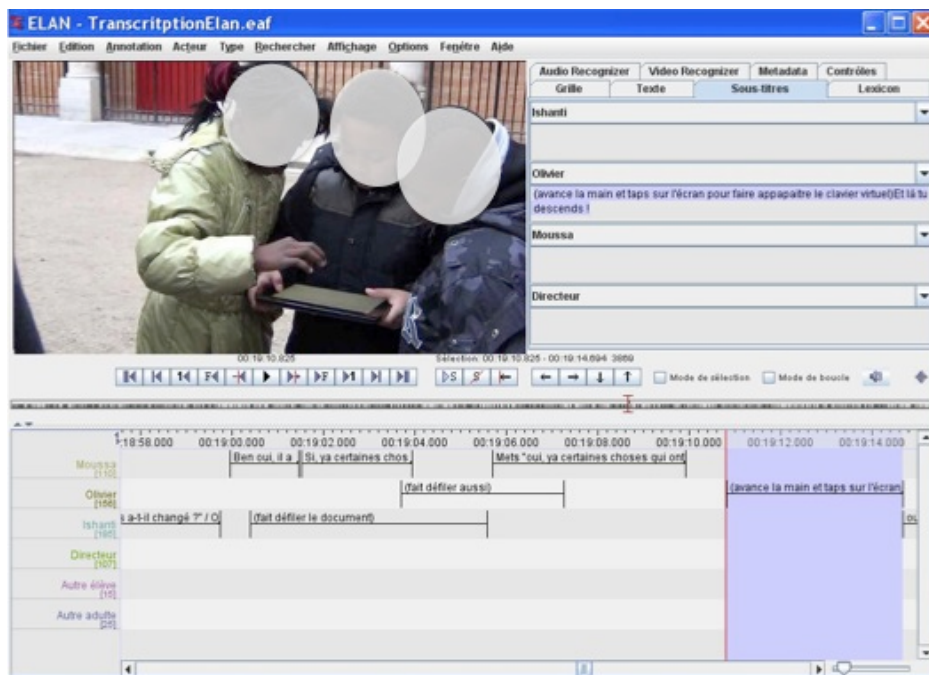 ELAN - TranscritptionElan.eaf
Fichier Edition Annotation Acteur Type Rechercher Affichage Options Fenêtre Aide
Audio Recognizer Video Recognizer Metadata Contrôles
Grille Texte Sous-titres Lexicon
Ishanti
Olivier
(avance la main et taps sur l'écran pour faire appapaitre le clavier virtuel)Et là tu
descends !
Moussa
Directeur
00:19:10.825 Sélection: 00:19:10.825 - 00:19:14.694 3869
Mode de sélection Mode de boucle
:18:58.000 00:19:00.000 00:19:02.000 00:19:04.000 00:19:06.000 00:19:08.000 00:19:10.000 00:19:12.000 00:19:14.000
Moussa Ben oui, il a Si, ya certaines chos Mets "oui, ya certaines choses qui ont
[110]
Olivier (fait défiler aussi) (avance la main et taps sur l'écran
[156]
Ishanti s a-t-il changé ?" / O (fait défiler le document) ou
[195]
Directeur
[107]
Autre élève
[15]
Autre adulte
[25]